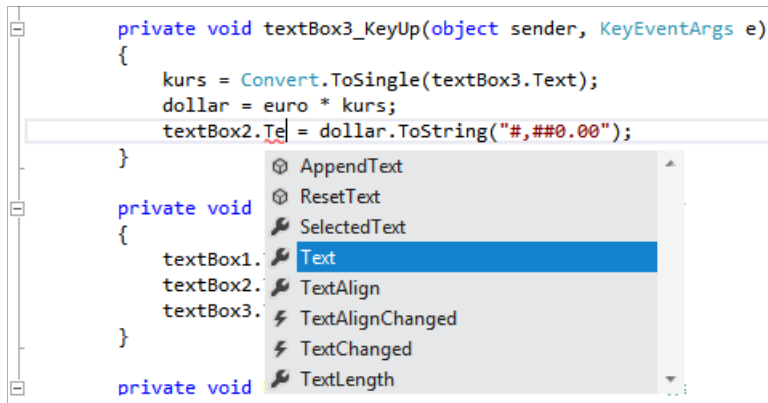 private void textBox3_KeyUp(object sender, KeyEventArgs e)
{
kurs = Convert.ToSingle(textBox3.Text);
dollar = euro * kurs;
textBox2.Te = dollar.ToString("#,##0.00");
}
AppendText
ResetText
private void
SelectedText
{
textBox1.
Text
textBox2.
TextAlign
textBox3.
TextAlignChanged
}
TextChanged
private void
TextLength